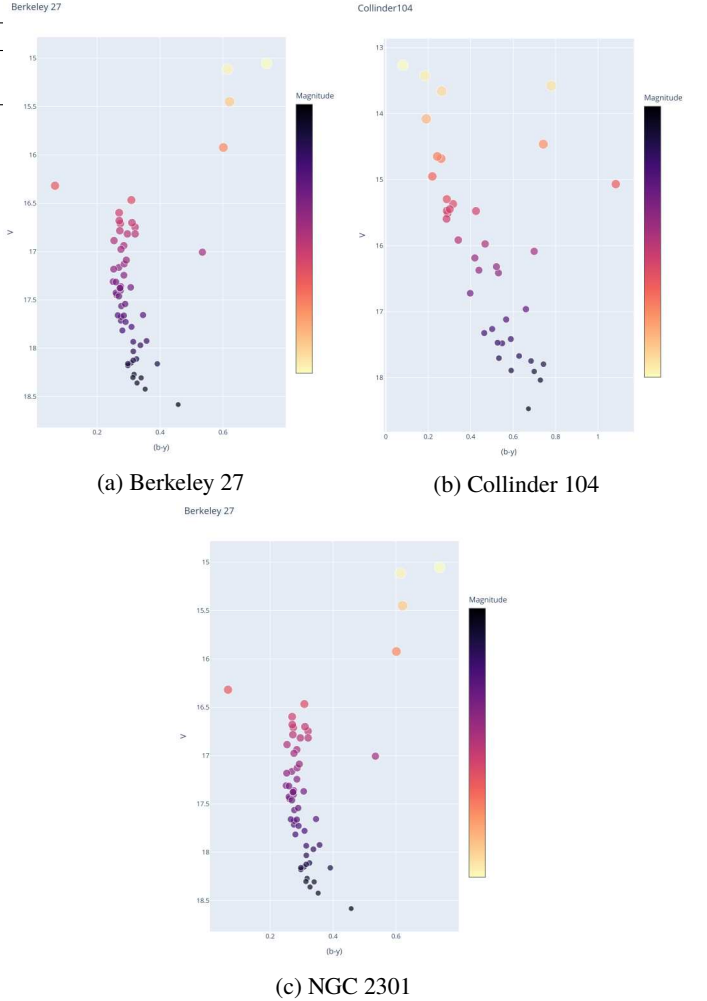 Berkeley 27
15
15.5
16
16.5
17
17.5
18
18.5
V
0.2 0.4 0.6
(b-y)
Magnitude
(a) Berkeley 27
Collinder104
13
14
15
16
17
18
V
0 0.2 0.4 0.6 0.8 1
(b-y)
Magnitude
(b) Collinder 104
Berkeley 27
15
15.5
16
16.5
17
17.5
18
18.5
V
0.2 0.4 0.6
(b-y)
Magnitude
(c) NGC 2301